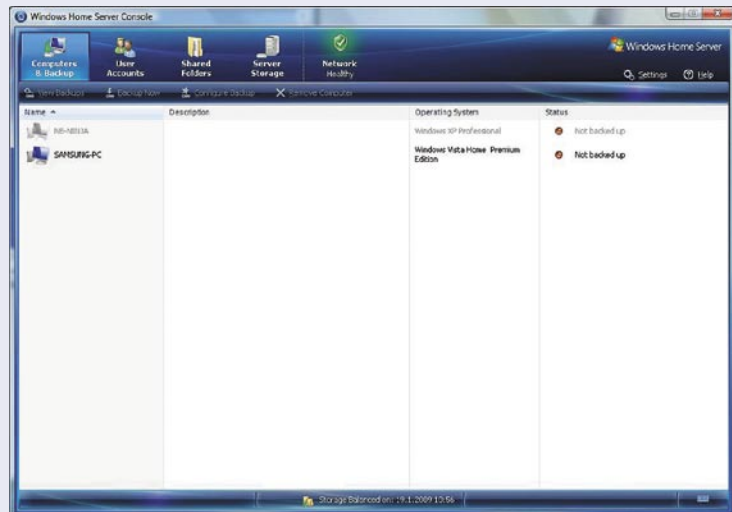 Windows Home Server Console
Computers & Backup
User Accounts
Shared Folders
Server Storage
Network Healthy
Windows Home Server
Settings Help
View Backups Backup Now Configure Backup Remove Computer
Name Description Operating System Status
Windows XP Professional Not backed up
SAMSUNG-PC Windows Vista Home Premium Edition Not backed up
Storage Balanced on: 19.1.2009 13:56